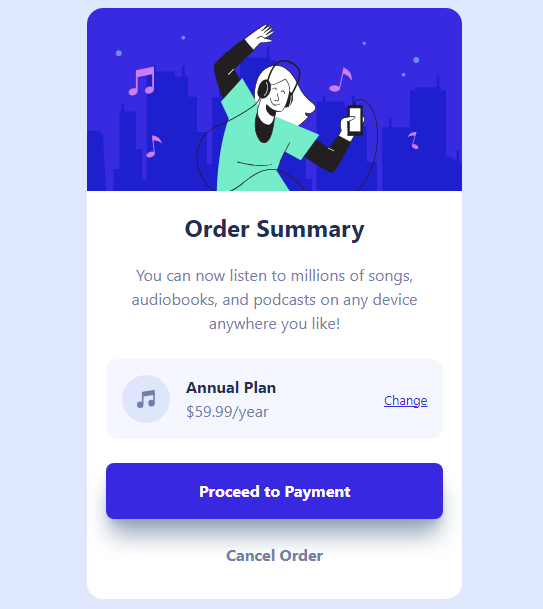 Order Summary
You can now listen to millions of songs,
audiobooks, and podcasts on any device
anywhere you like!
Annual Plan
$59.99/year
Change
Proceed to Payment
Cancel Order